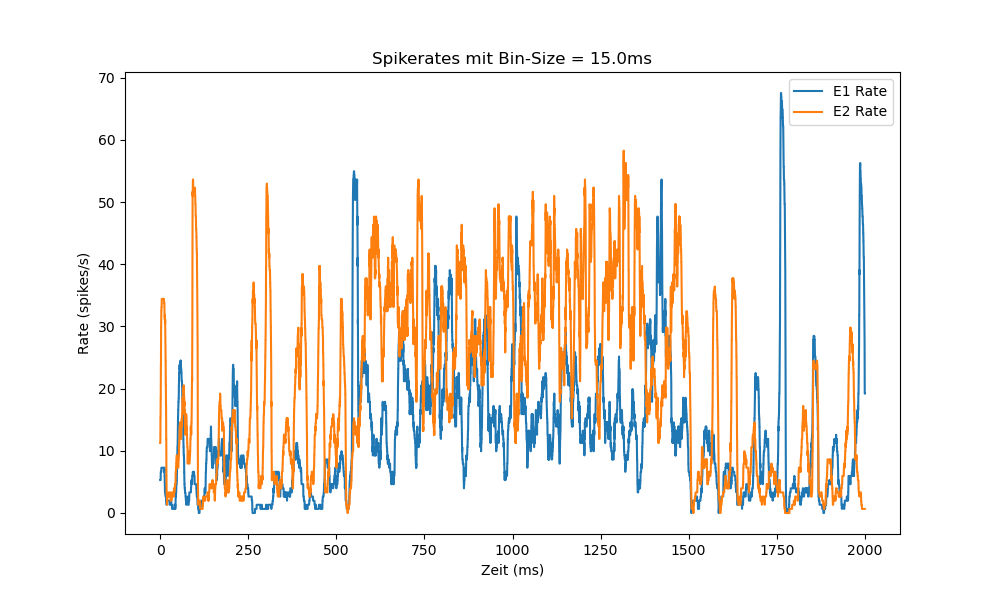 Spikerates mit Bin-Size = 15.0ms
E1 Rate
E2 Rate
Rate (spikes/s)
70
60
50
40
30
20
10
0
0 250 500 750 1000 1250 1500 1750 2000
Zeit (ms)